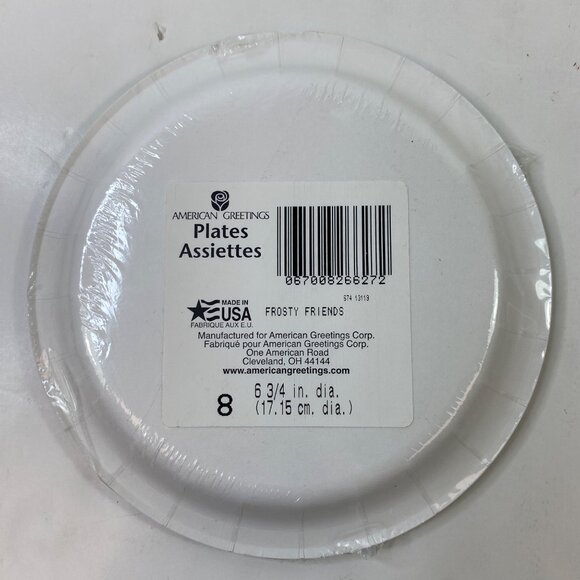 AMERICAN GREETINGS
Plates
Assiettes
067008266272
674 13119
MADE IN
USA
FABRIQUE AUX E.U.
FROSTY FRIENDS
Manufactured for American Greetings Corp.
Fabriqué pour American Greetings Corp.
One American Road
Cleveland, OH 44144
www.americangreetings.com
8
6 3/4 in. dia.
(17.15 cm. dia.)